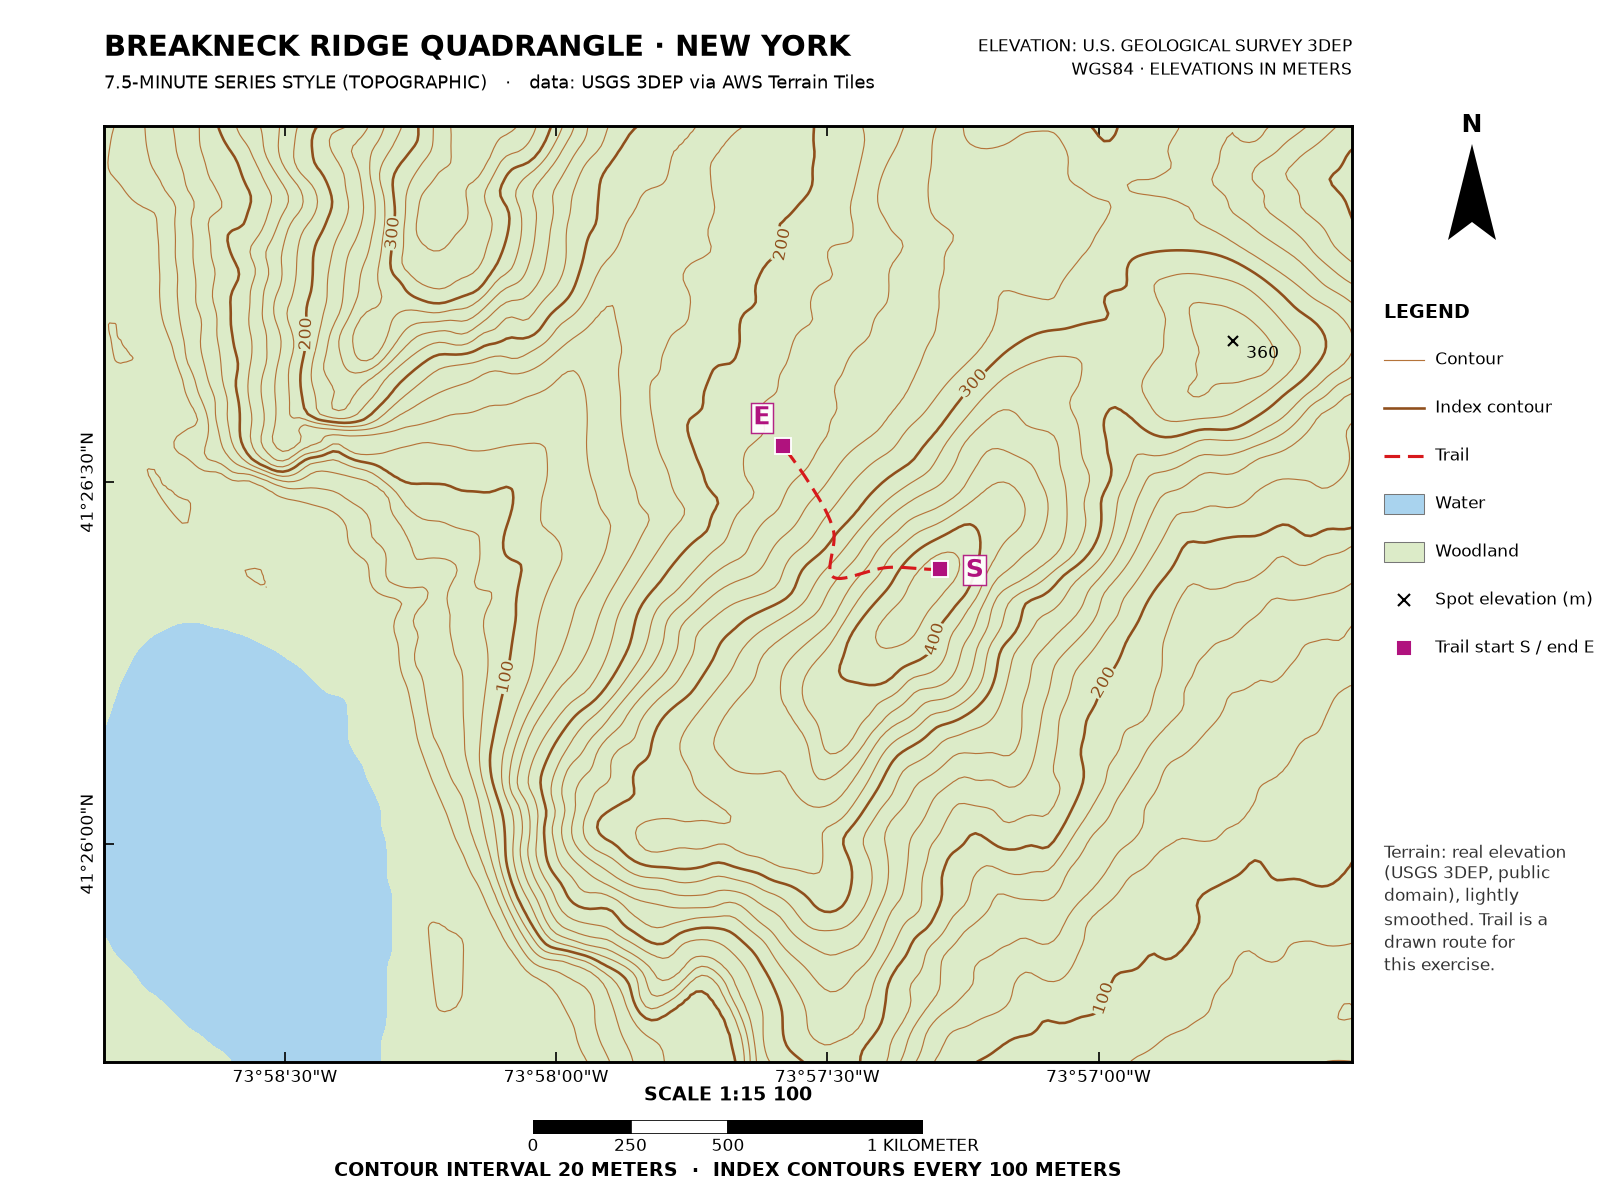 BREAKNECK RIDGE QUADRANGLE · NEW YORK
7.5-MINUTE SERIES STYLE (TOPOGRAPHIC) · data: USGS 3DEP via AWS Terrain Tiles
ELEVATION: U.S. GEOLOGICAL SURVEY 3DEP
WGS84 · ELEVATIONS IN METERS
N
300
200
200
300
360
E
S
400
100
200
100
41°26'30"N
41°26'00"N
73°58'30"W
73°58'00"W
73°57'30"W
73°57'00"W
LEGEND
Contour
Index contour
Trail
Water
Woodland
Spot elevation (m)
Trail start S / end E
Terrain: real elevation
(USGS 3DEP, public
domain), lightly
smoothed. Trail is a
drawn route for
this exercise.
SCALE 1:15 100
0 250 500 1 KILOMETER
CONTOUR INTERVAL 20 METERS · INDEX CONTOURS EVERY 100 METERS